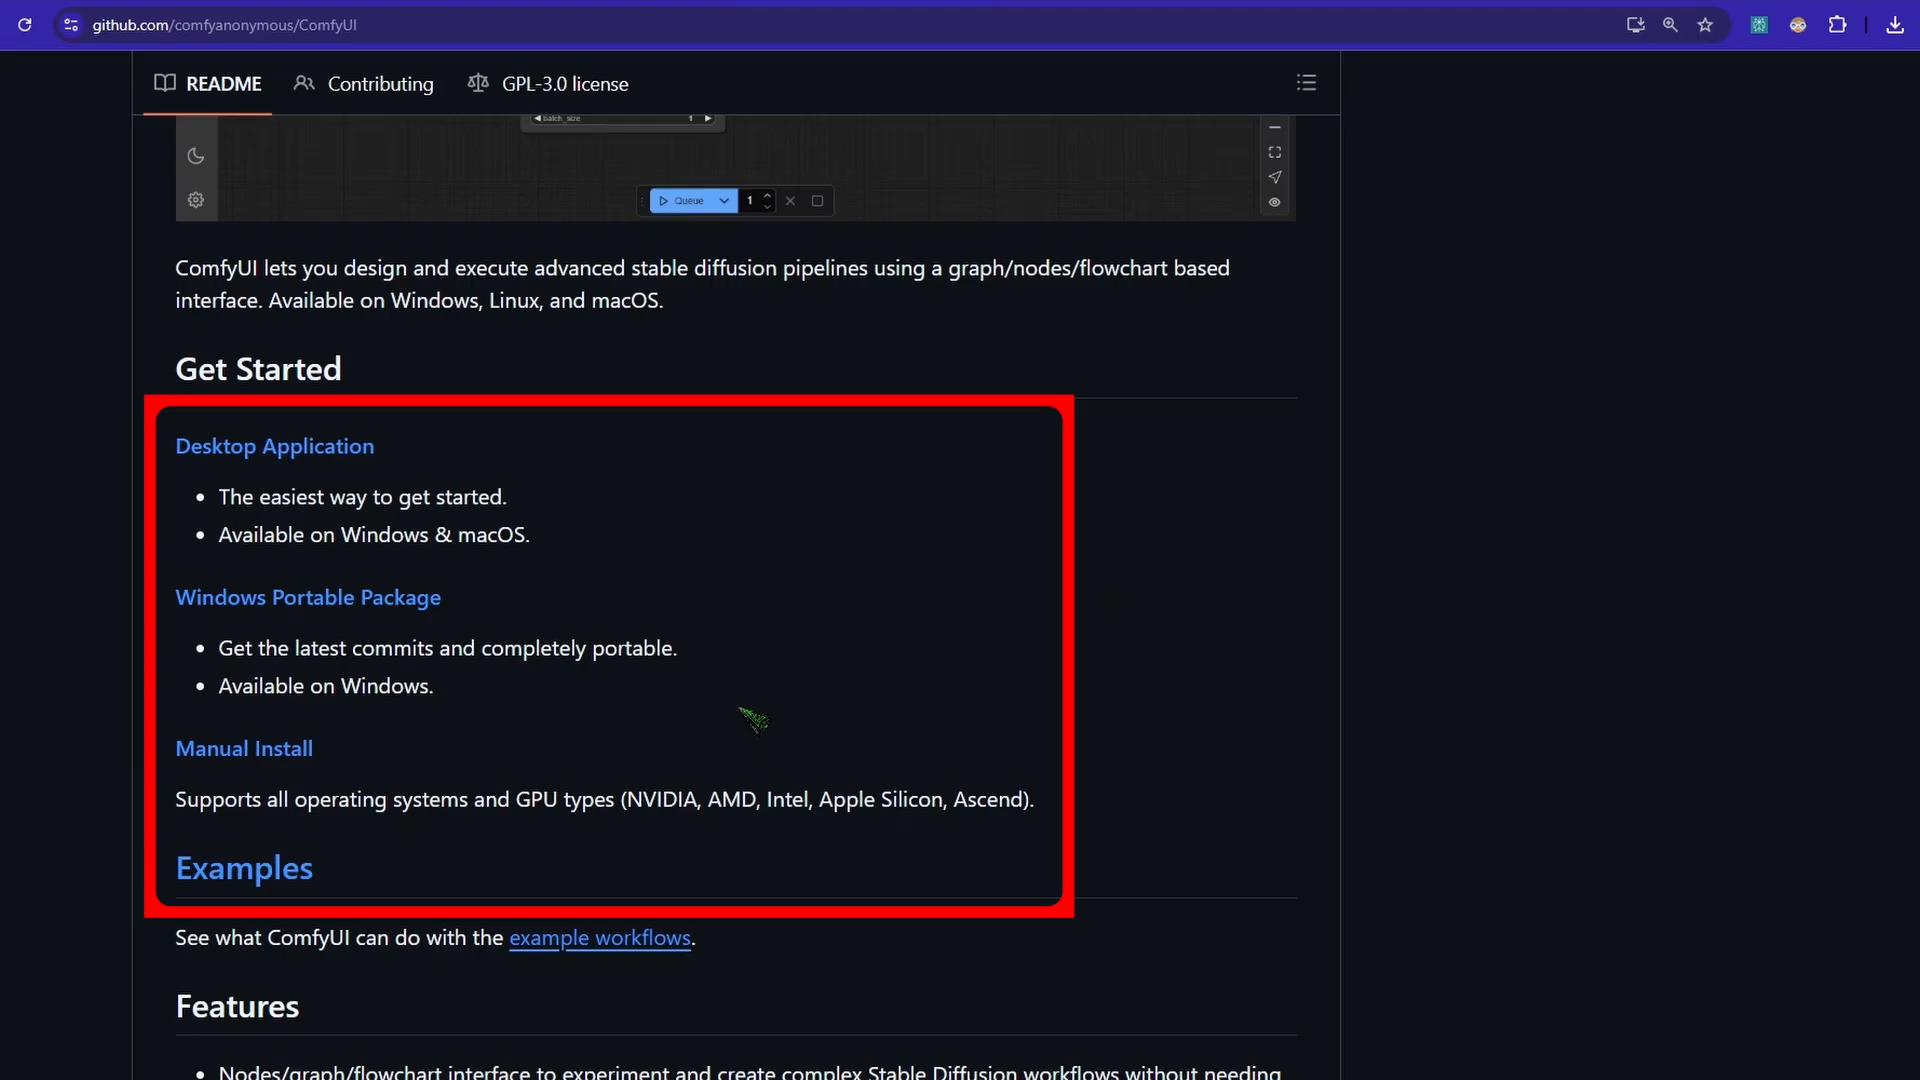 github.com/comfyanonymous/ComfyUI
README
Contributing
GPL-3.0 license
batch_size 1
Queue 1
ComfyUI lets you design and execute advanced stable diffusion pipelines using a graph/nodes/flowchart based
interface. Available on Windows, Linux, and macOS.
Get Started
Desktop Application
• The easiest way to get started.
• Available on Windows & macOS.
Windows Portable Package
• Get the latest commits and completely portable.
• Available on Windows.
Manual Install
Supports all operating systems and GPU types (NVIDIA, AMD, Intel, Apple Silicon, Ascend).
Examples
See what ComfyUI can do with the example workflows.
Features
• Nodes/graph/flowchart interface to experiment and create complex Stable Diffusion workflows without needing